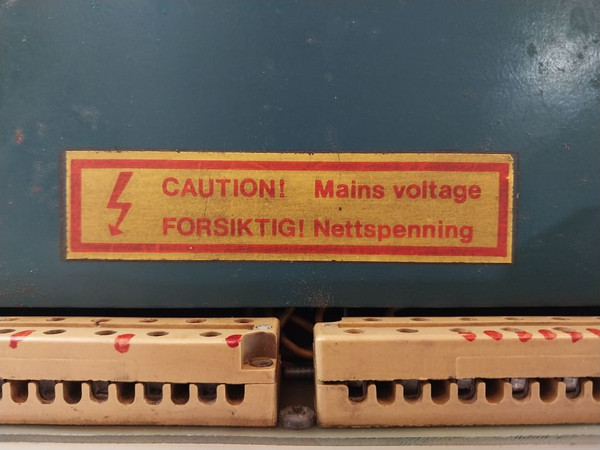 CAUTION! Mains voltage
FORSIKTIG! Nettspenning